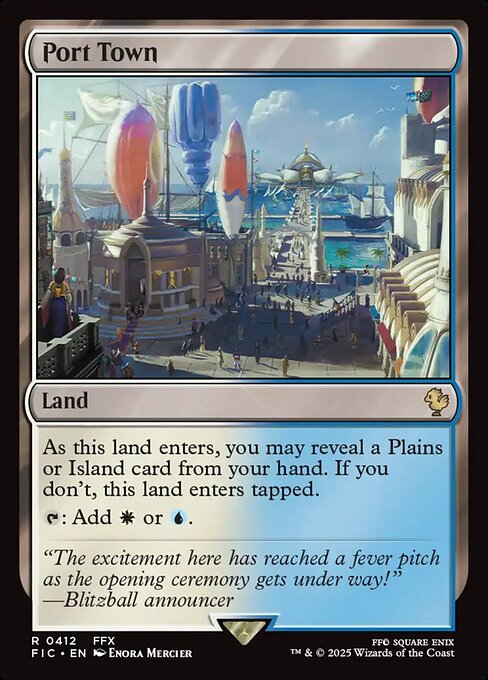 Port Town
Land
As this land enters, you may reveal a Plains
or Island card from your hand. If you
don't, this land enters tapped.
: Add or .
“The excitement here has reached a fever pitch
as the opening ceremony gets under way!”
—Blitzball announcer
R 0412 FFX
FIC • EN Enora Mercier
FF© SQUARE ENIX
™ & © 2025 Wizards of the Coast